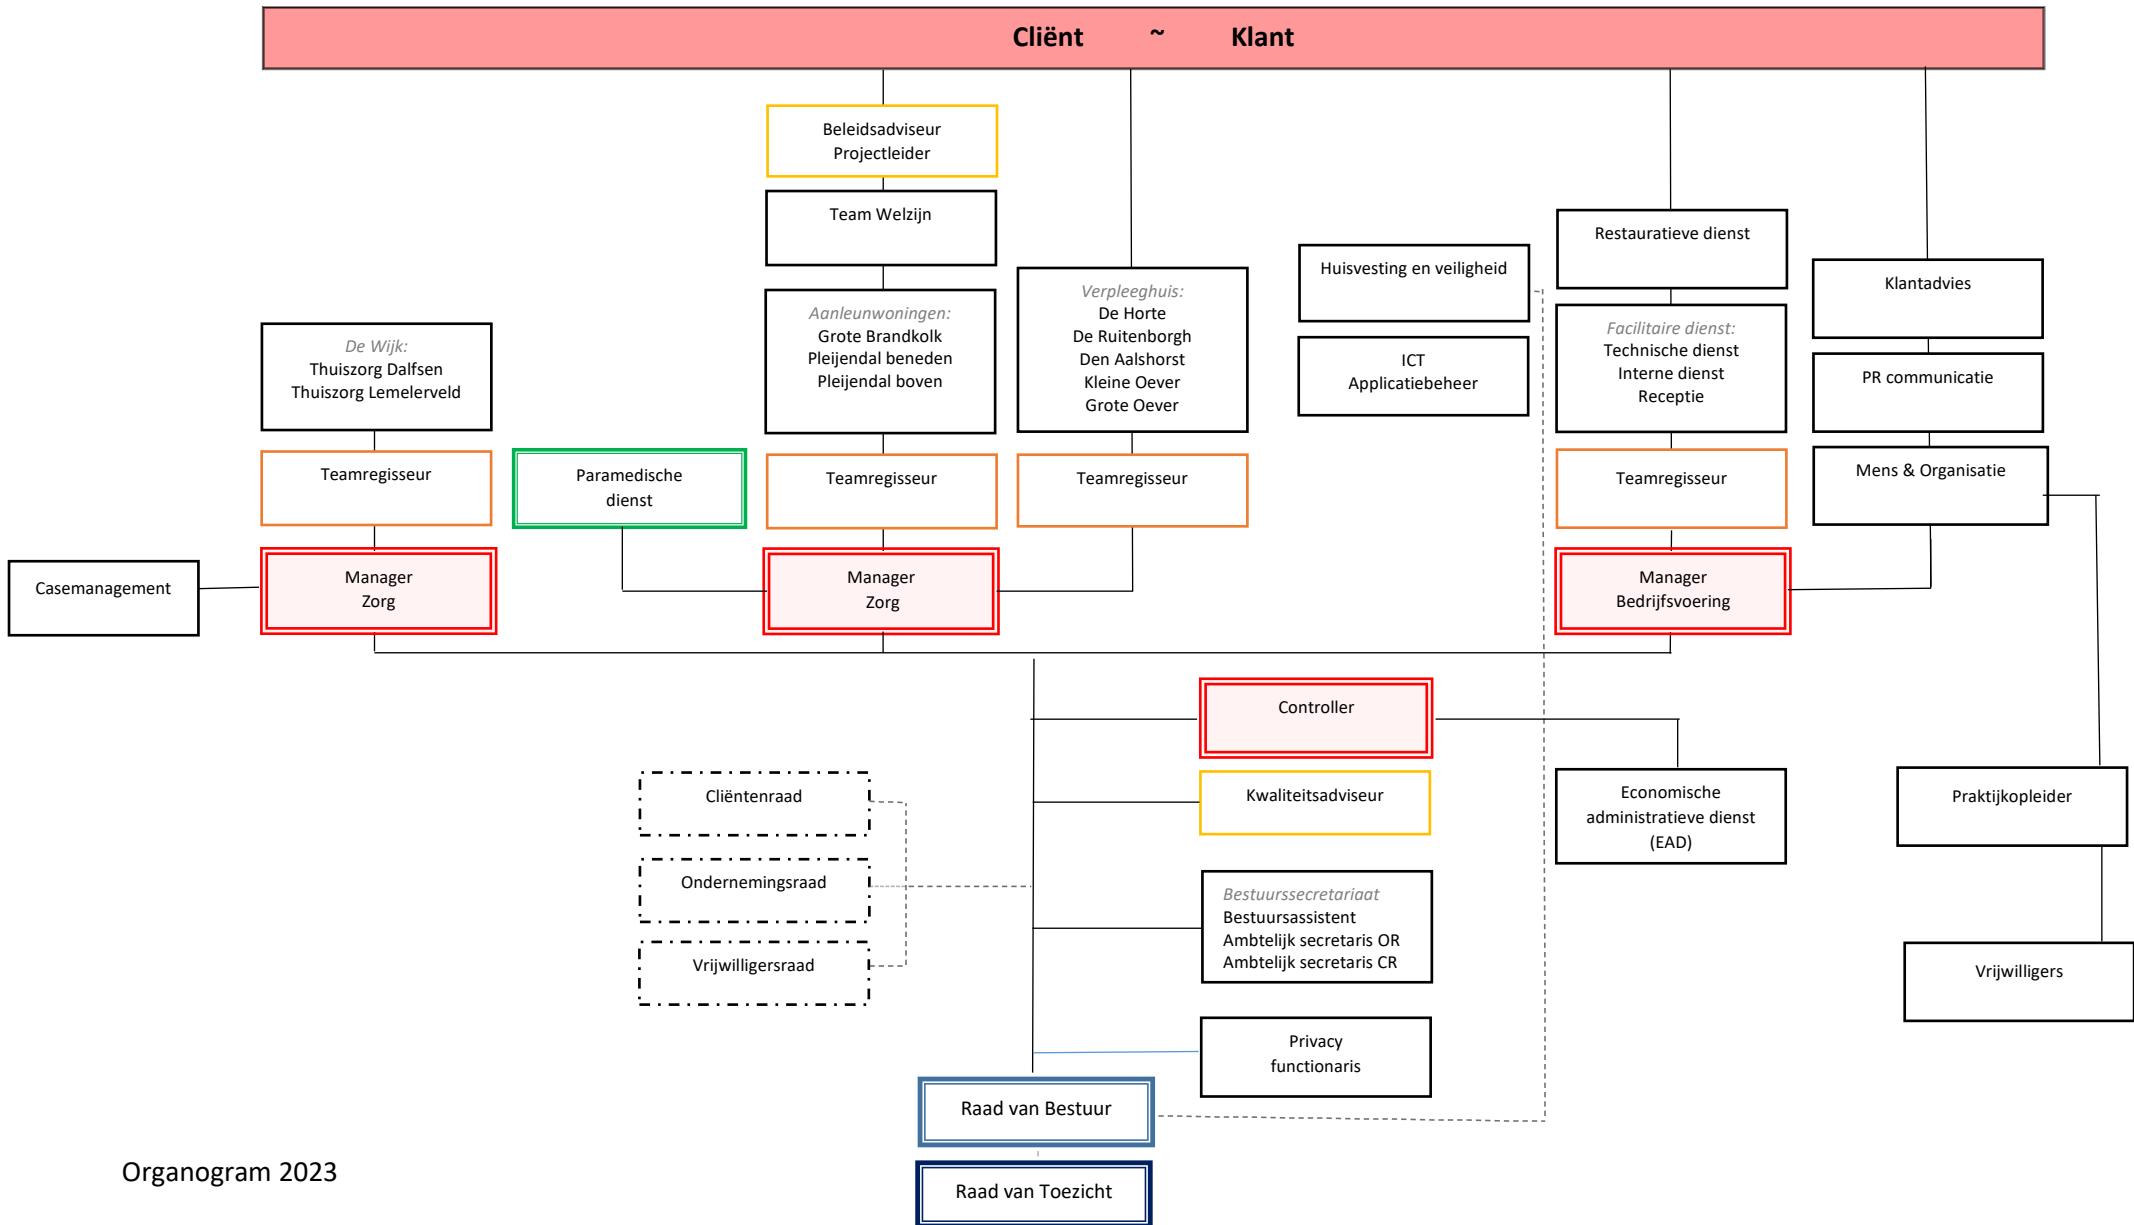 Cliënt ~ Klant
Beleidsadviseur
Projectleider
Team Welzijn
Restauratieve dienst
Huisvesting en veiligheid
Klantadvies
De Wijk:
Thuiszorg Dalfsen
Thuiszorg Lemelerveld
Aanleunwoningen:
Grote Brandkolk
Pleijendal beneden
Pleijendal boven
Verpleeghuis:
De Horte
De Ruitenborgh
Den Aalshorst
Kleine Oever
Grote Oever
ICT
Applicatiebeheer
Facilitaire dienst:
Technische dienst
Interne dienst
Receptie
PR communicatie
Teamregisseur
Paramedische
dienst
Teamregisseur
Teamregisseur
Teamregisseur
Mens & Organisatie
Casemanagement
Manager
Zorg
Manager
Zorg
Manager
Bedrijfsvoering
Controller
Cliëntenraad
Kwaliteitsadviseur
Economische
administratieve dienst
(EAD)
Praktijkopleider
Ondernemingsraad
Bestuurssecretariaat
Bestuursassistent
Ambtelijk secretaris OR
Ambtelijk secretaris CR
Vrijwilligersraad
Vrijwilligers
Privacy
functionaris
Raad van Bestuur
Organogram 2023
Raad van Toezicht